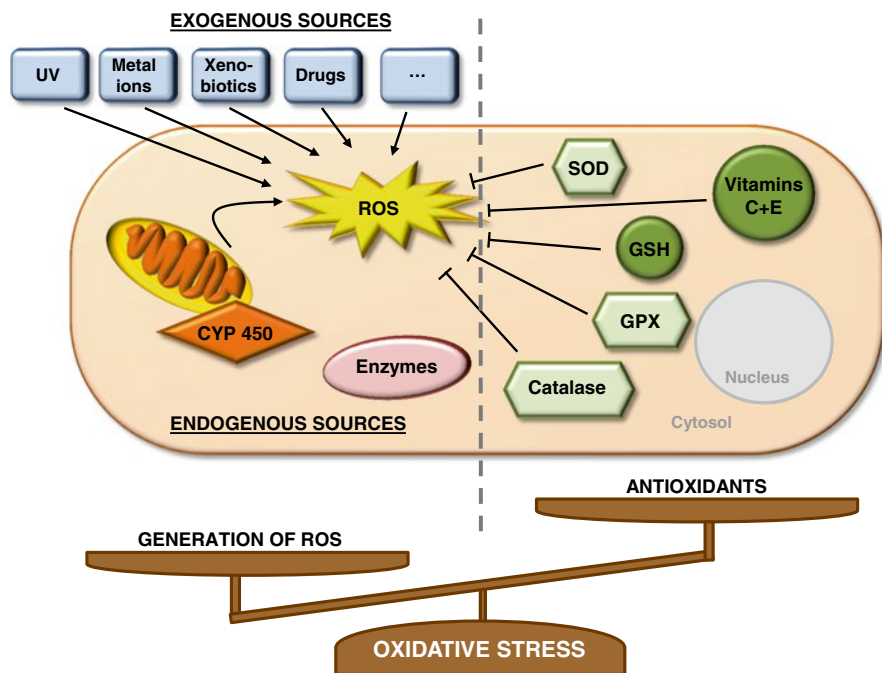 EXOGENOUS SOURCES
UV
Metal
ions
Xeno-
biotics
Drugs
...
ROS
SOD
Vitamins
C+E
GSH
GPX
CYP 450
Enzymes
Catalase
Nucleus
Cytosol
ENDOGENOUS SOURCES
ANTIOXIDANTS
GENERATION OF ROS
OXIDATIVE STRESS